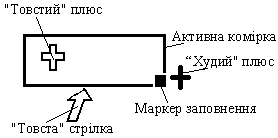 "Товстий" плюс
Активна комірка
“Худий” плюс
Маркер заповнення
"Товста" стрілка